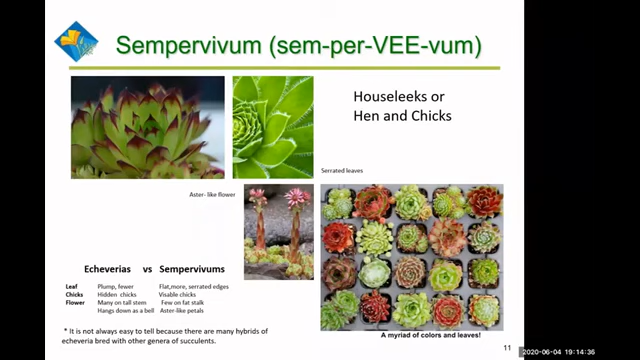 Sempervivum (sem-per-VEE-vum)
Houseleeks or
Hen and Chicks
Serrated leaves
Aster- like flower
Echeverias vs Sempervivums
Leaf Plump, fewer Flat,more, serrated edges
Chicks Hidden chicks Visable chicks
Flower Many on tall stem Few on fat stalk
Hangs down as a bell Aster-like petals
* It is not always easy to tell because there are many hybrids of
echeveria bred with other genera of succulents.
A myriad of colors and leaves!
11
2020-06-04 19:14:36